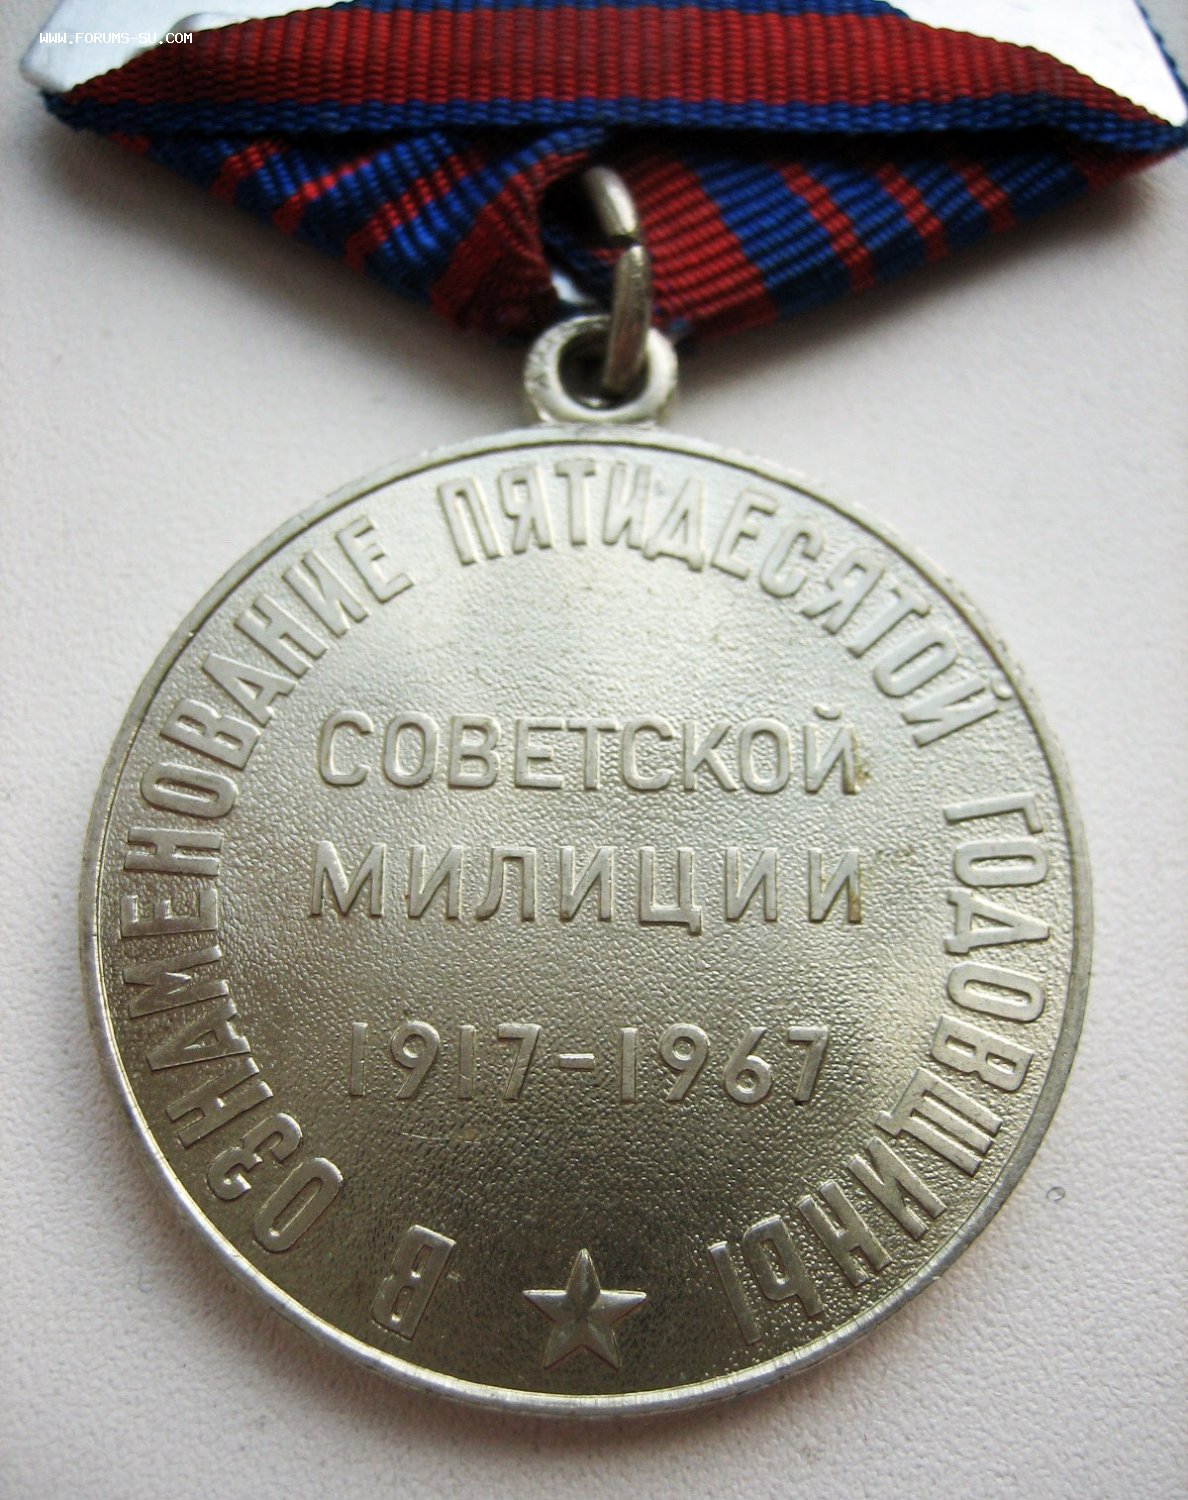 WWW.FORUMS-SU.COM
В ОЗНАМЕНОВАНИЕ ПЯТИДЕСЯТОЙ ГОДОВЩИНЫ
СОВЕТСКОЙ
МИЛИЦИИ
1917-1967